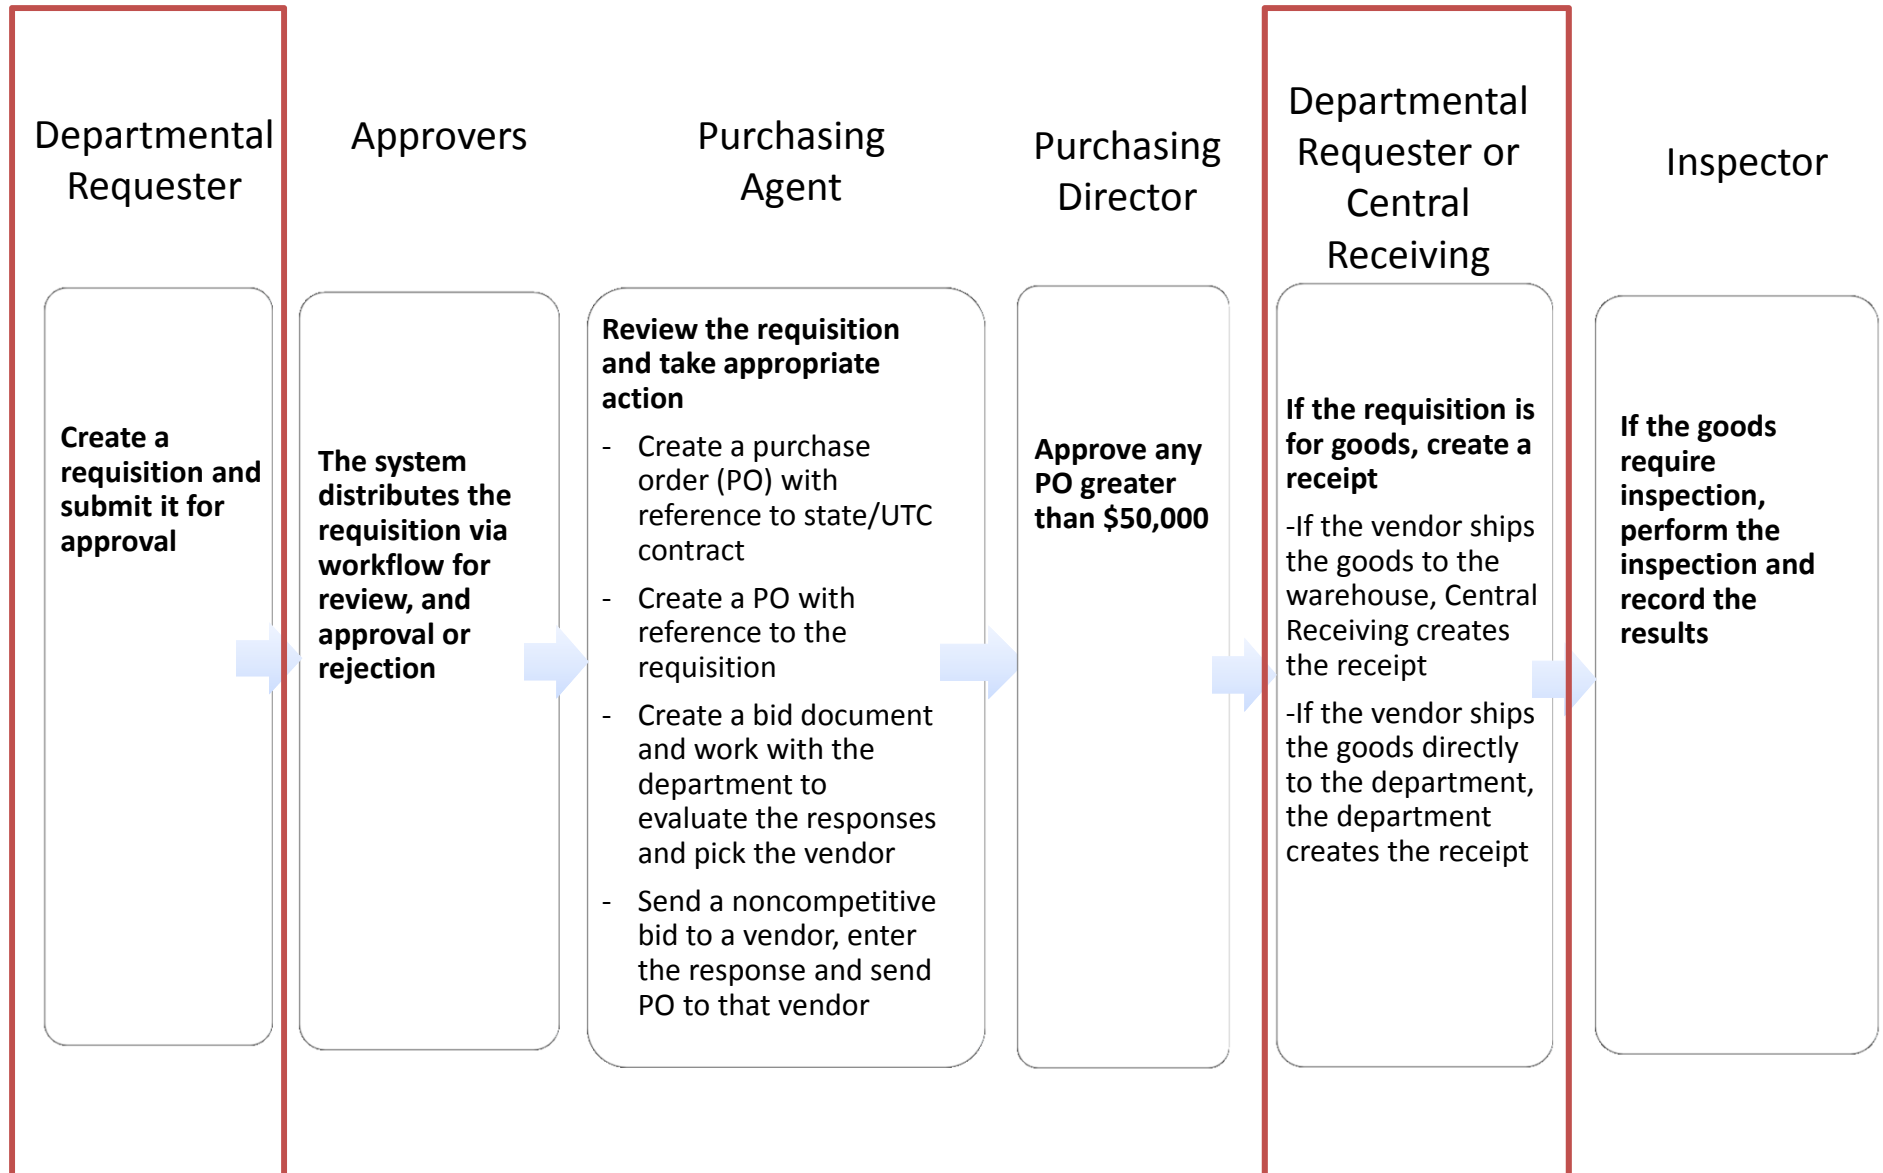 Departmental
Requester
Create a
requisition and
submit it for
approval
Approvers
The system
distributes the
requisition via
workflow for
review, and
approval or
rejection
Purchasing
Agent
Review the requisition
and take appropriate
action
- Create a purchase
order (PO) with
reference to state/UTC
contract
- Create a PO with
reference to the
requisition
- Create a bid document
and work with the
department to
evaluate the responses
and pick the vendor
- Send a noncompetitive
bid to a vendor, enter
the response and send
PO to that vendor
Purchasing
Director
Approve any
PO greater
than $50,000
Departmental
Requester or
Central
Receiving
If the requisition is
for goods, create a
receipt
-If the vendor ships
the goods to the
warehouse, Central
Receiving creates
the receipt
-If the vendor ships
the goods directly
to the department,
the department
creates the receipt
Inspector
If the goods
require
inspection,
perform the
inspection and
record the
results